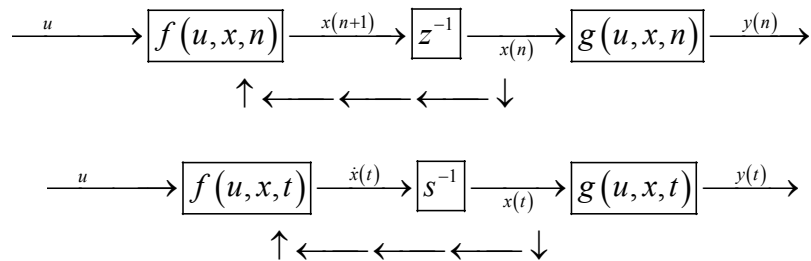 u f(u, x, n) x(n+1) z⁻¹ x(n) g(u, x, n) y(n)
u f(u, x, t) ẋ(t) s⁻¹ x(t) g(u, x, t) y(t)